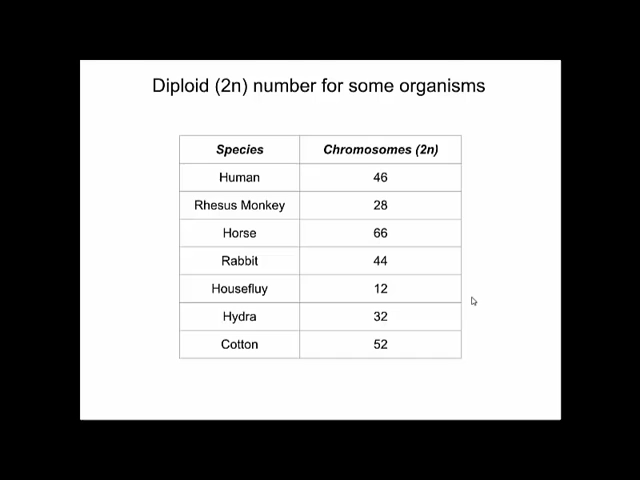 Diploid (2n) number for some organisms
Species Chromosomes (2n)
Human 46
Rhesus Monkey 28
Horse 66
Rabbit 44
Housefluy 12
Hydra 32
Cotton 52